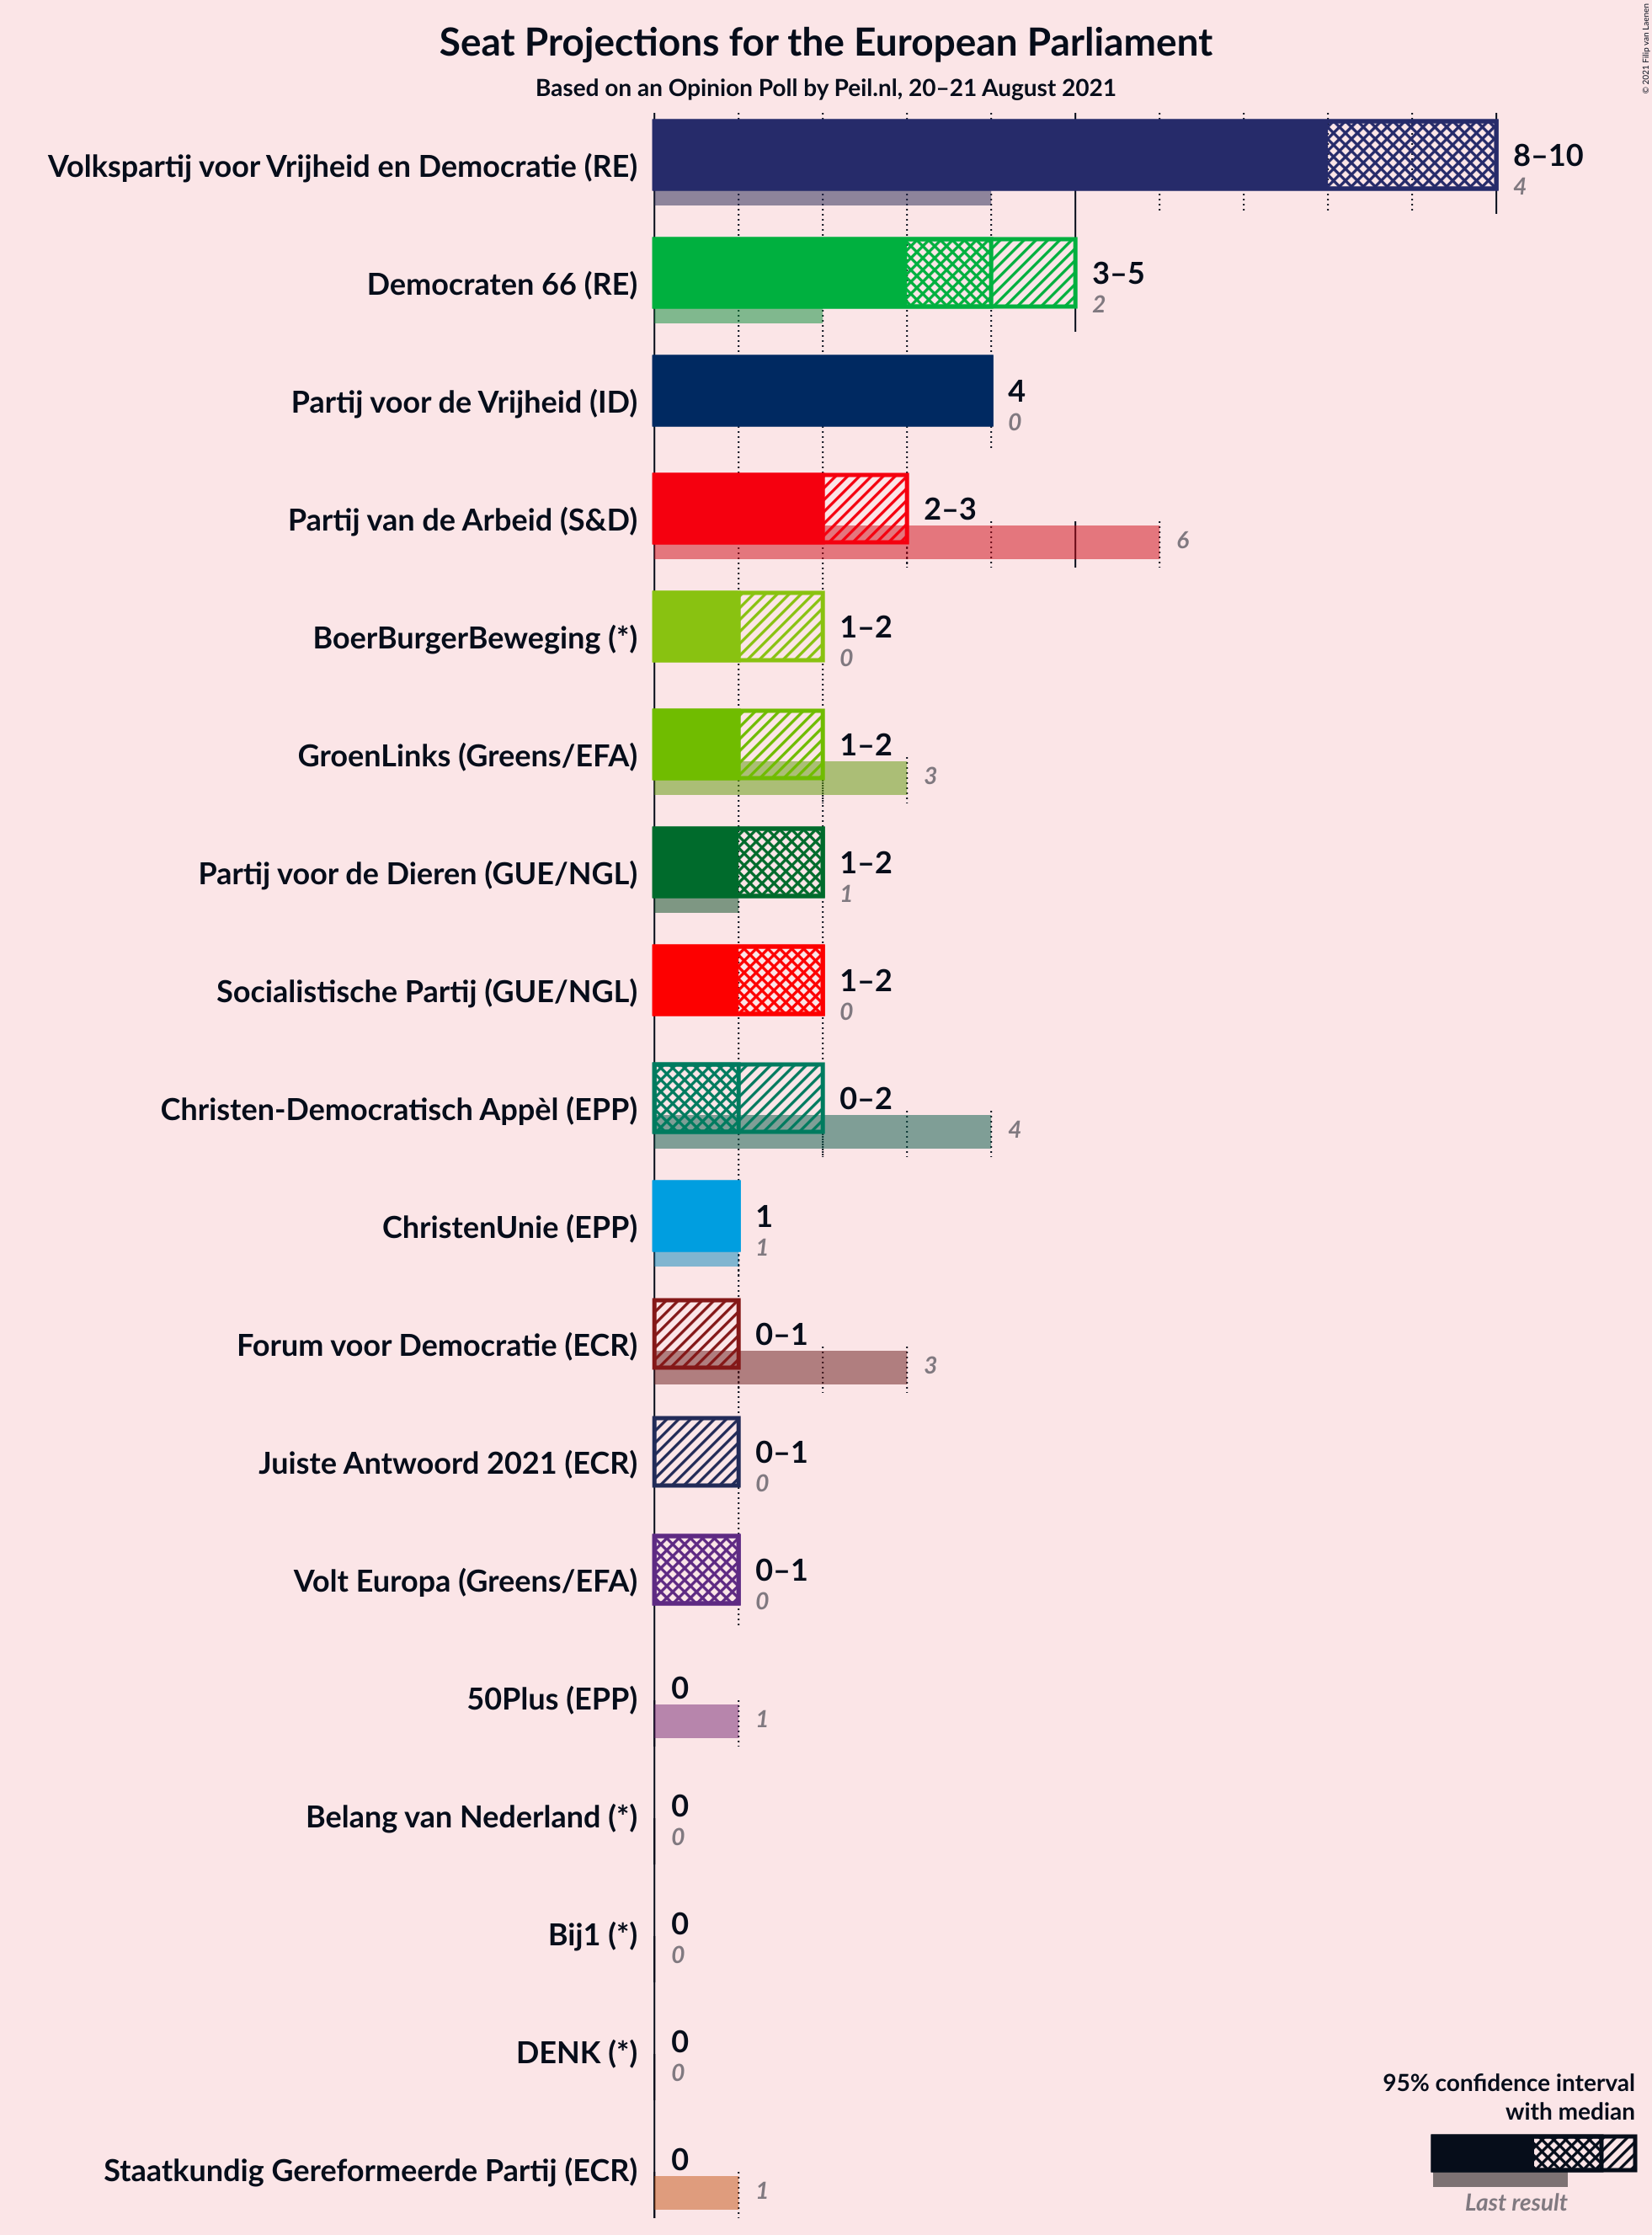 Seat Projections for the European Parliament
Based on an Opinion Poll by Peil.nl, 20–21 August 2021
© 2021 Filip van Laenen
Volkspartij voor Vrijheid en Democratie (RE)
8–10
4
Democraten 66 (RE)
3–5
2
Partij voor de Vrijheid (ID)
4
0
Partij van de Arbeid (S&D)
2–3
6
BoerBurgerBeweging (*)
1–2
0
GroenLinks (Greens/EFA)
1–2
3
Partij voor de Dieren (GUE/NGL)
1–2
1
Socialistische Partij (GUE/NGL)
1–2
0
Christen-Democratisch Appèl (EPP)
0–2
4
ChristenUnie (EPP)
1
1
Forum voor Democratie (ECR)
0–1
3
Juiste Antwoord 2021 (ECR)
0–1
0
Volt Europa (Greens/EFA)
0–1
0
50Plus (EPP)
0
1
Belang van Nederland (*)
0
0
Bij1 (*)
0
0
DENK (*)
0
0
Staatkundig Gereformeerde Partij (ECR)
0
1
95% confidence interval
with median
Last result